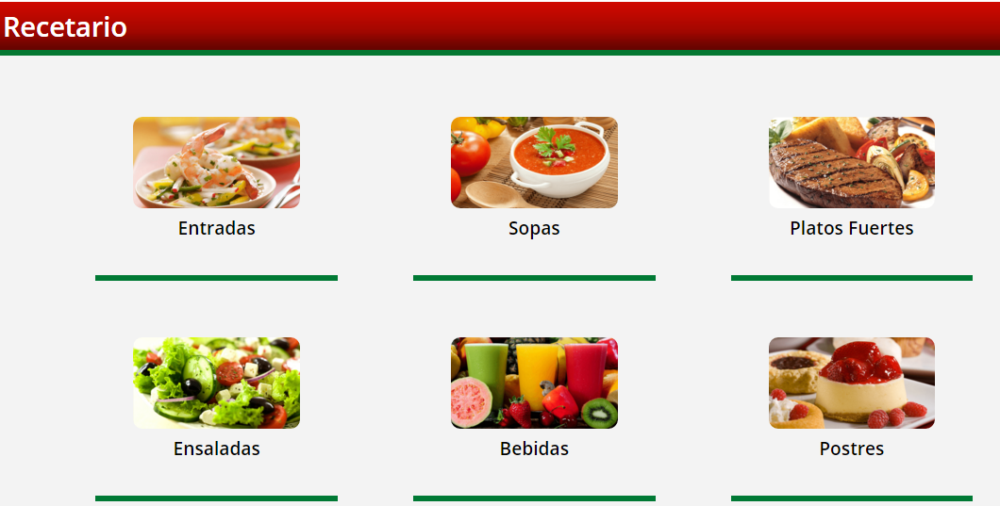 Recetario
Entradas
Sopas
Platos Fuertes
Ensaladas
Bebidas
Postres